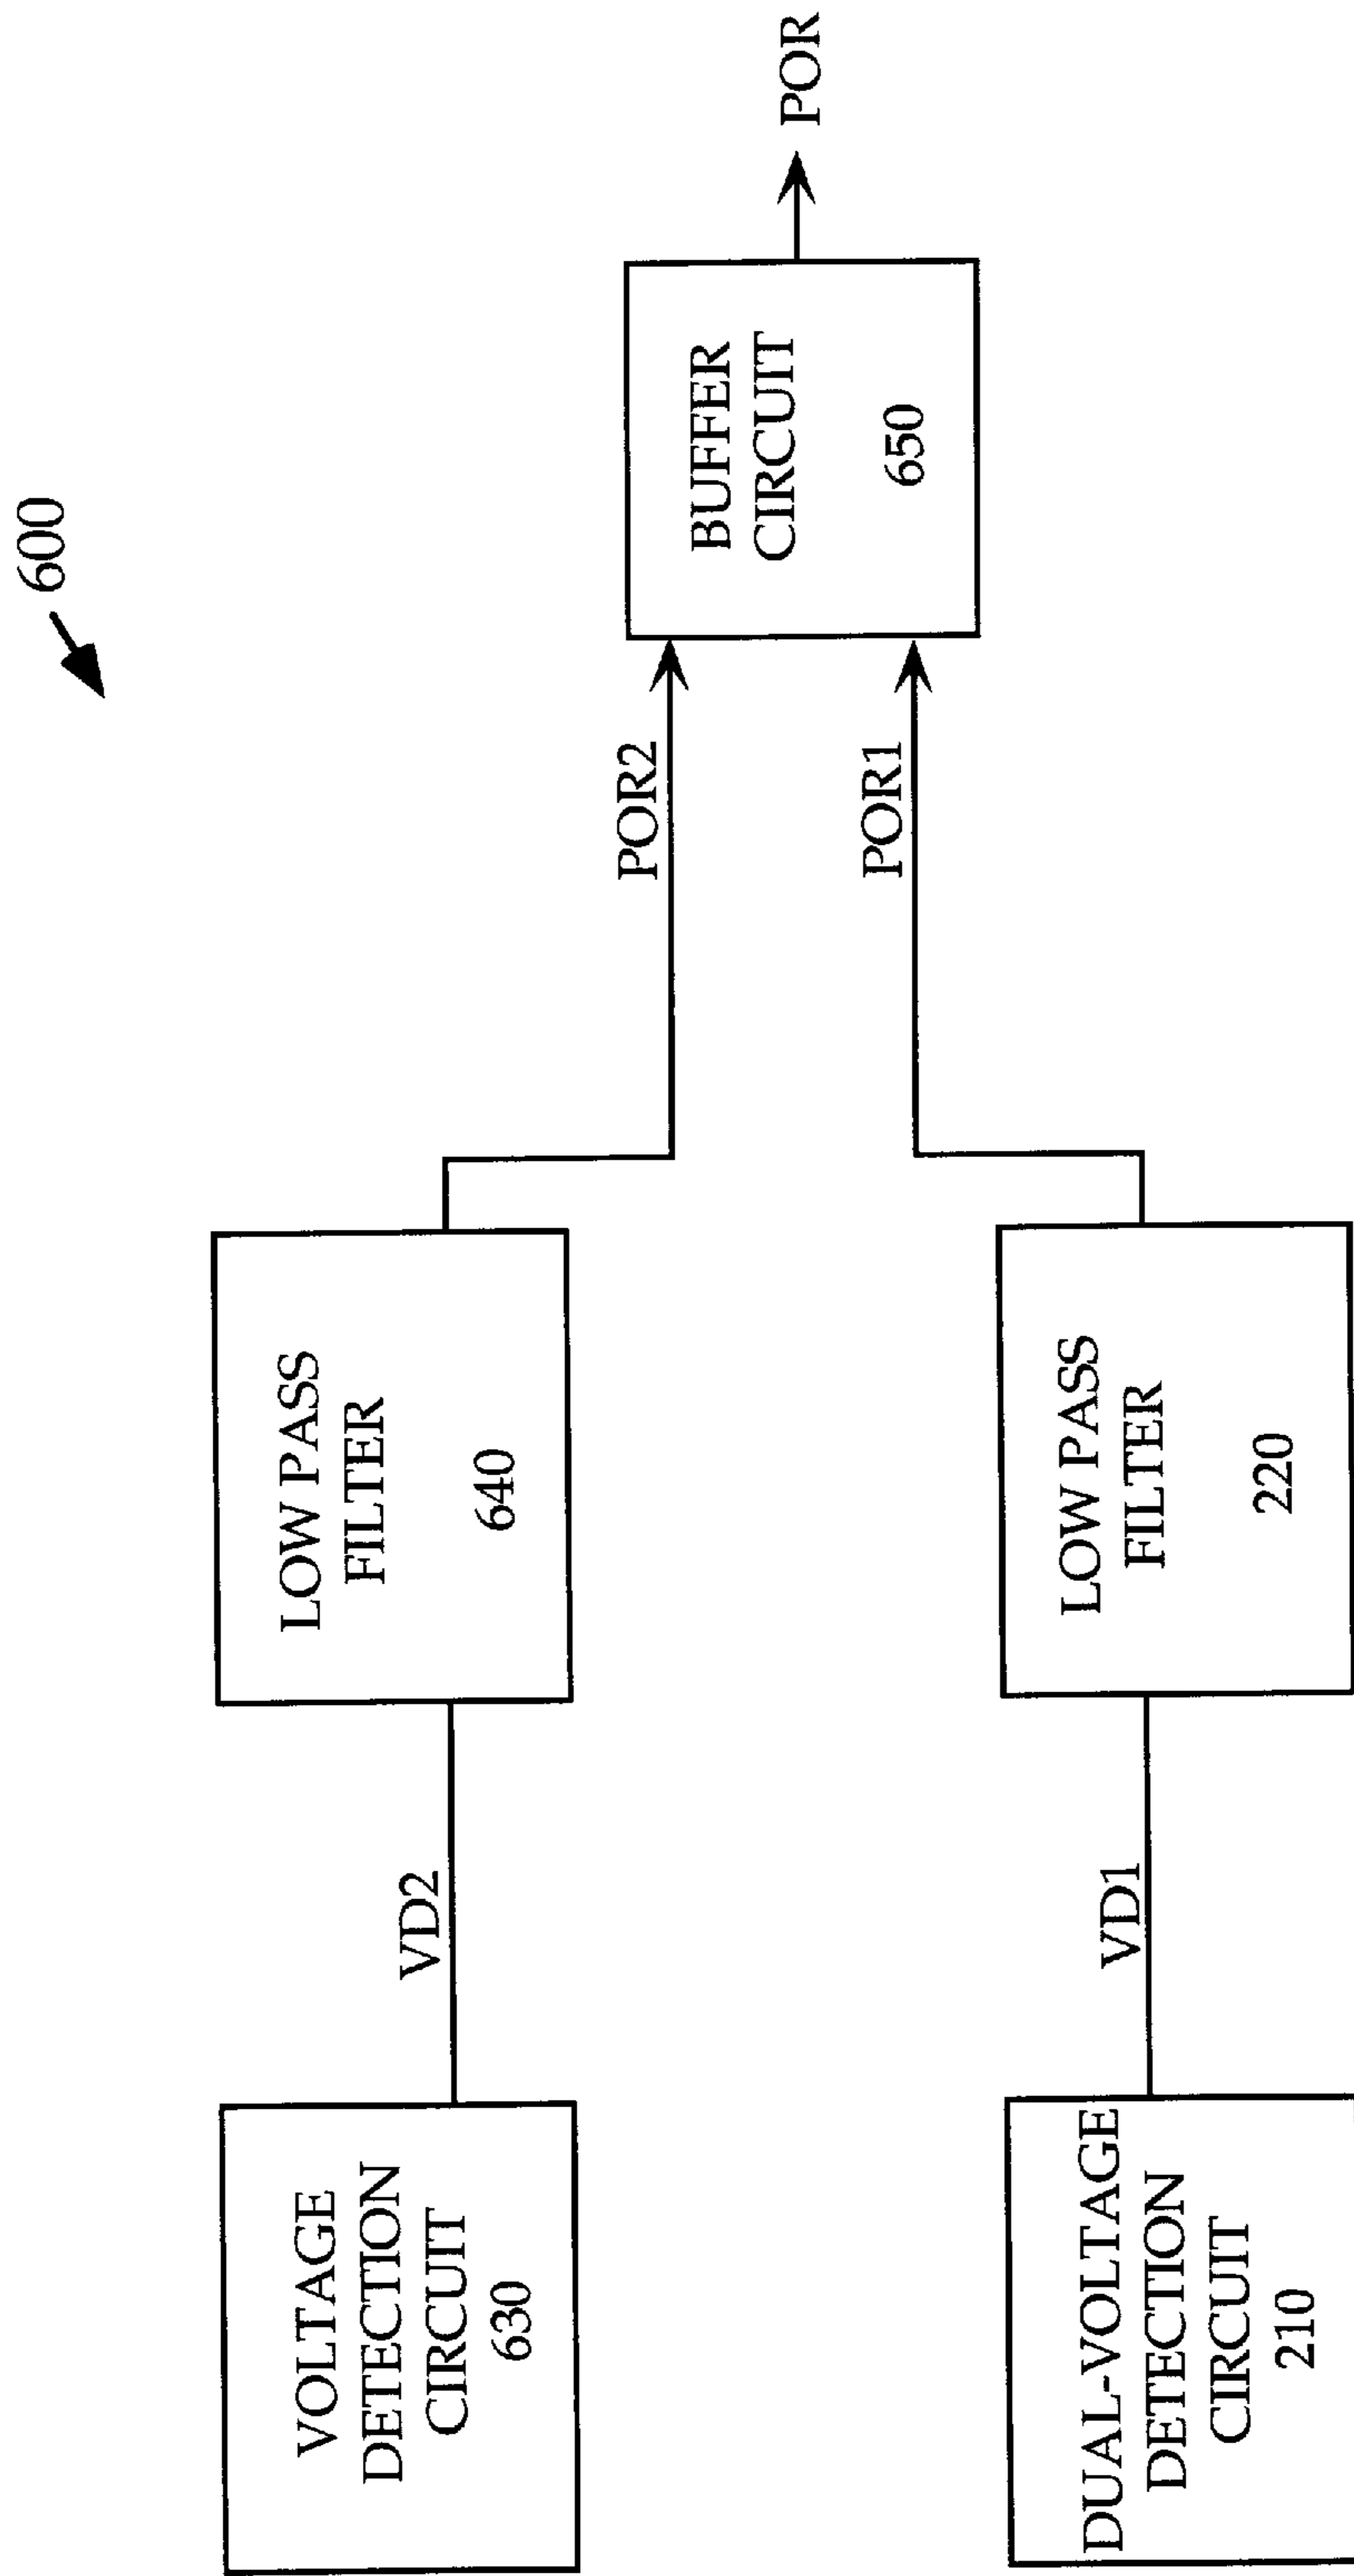 600
VOLTAGE
DETECTION
CIRCUIT
630
VD2
LOW PASS
FILTER
640
POR2
BUFFER
CIRCUIT
650
POR
DUAL-VOLTAGE
DETECTION
CIRCUIT
210
VD1
LOW PASS
FILTER
220
POR1